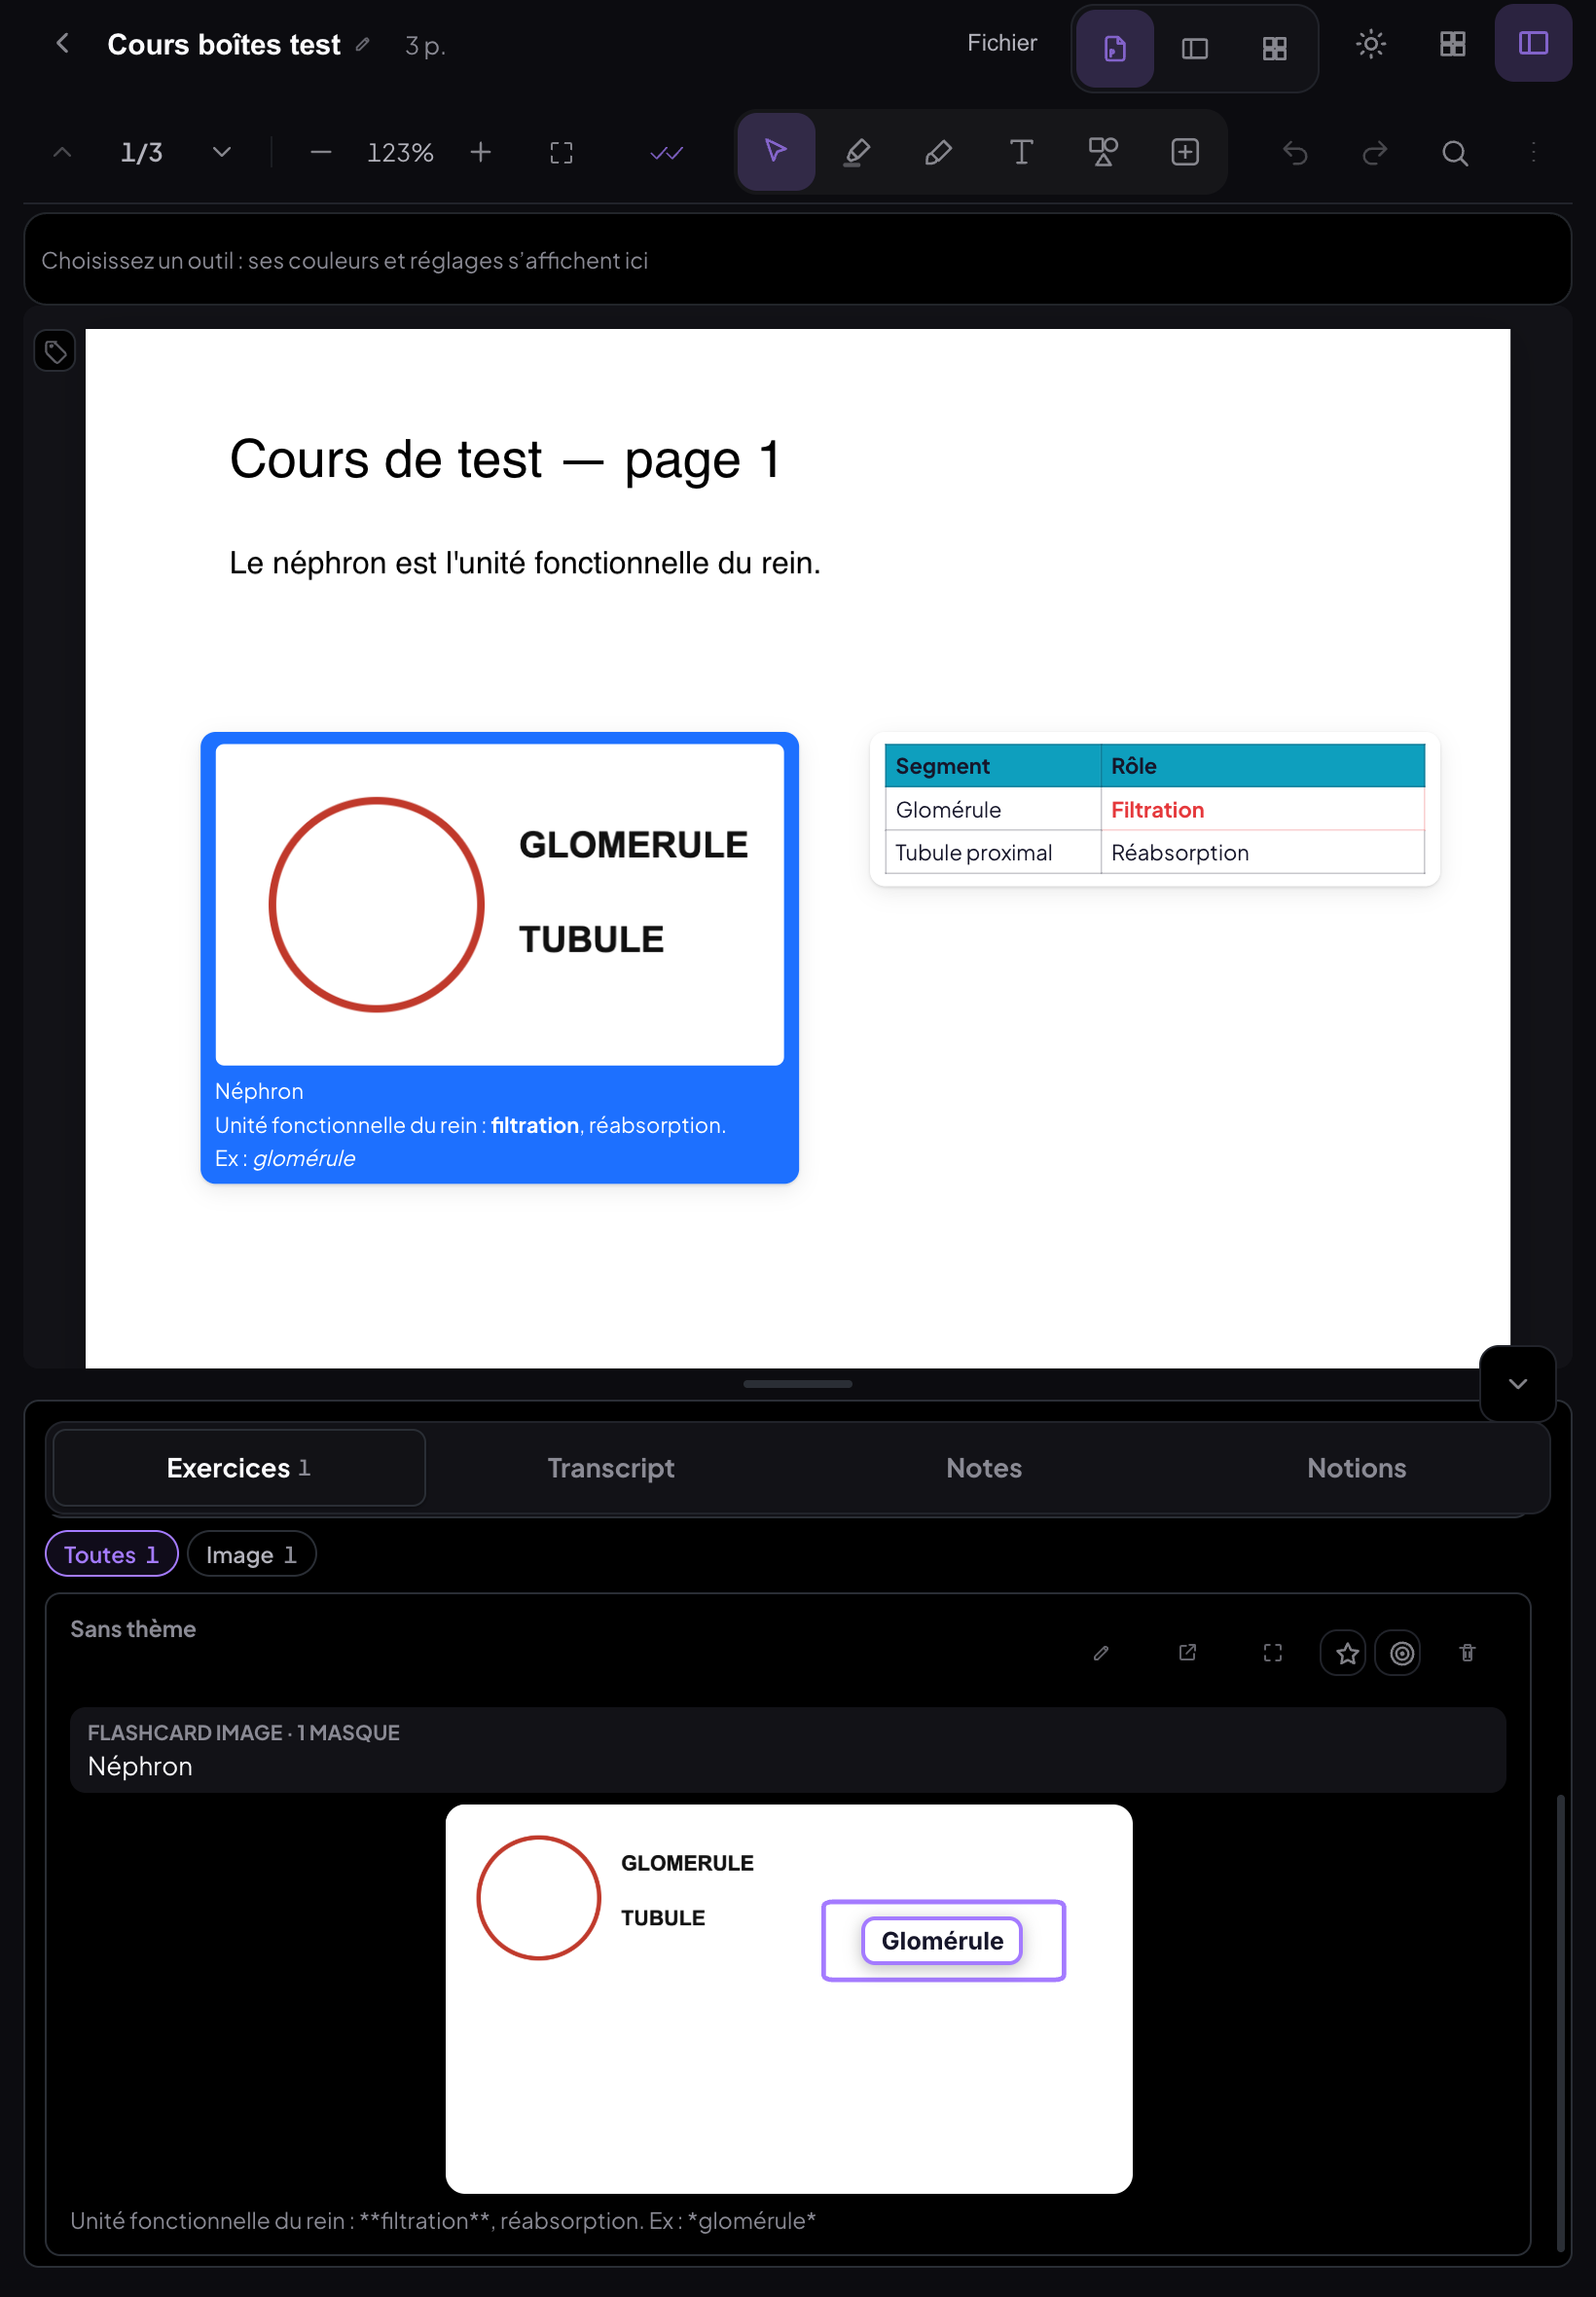 Cours boîtes test
3 p.
Fichier
1/3
123%
Choisissez un outil : ses couleurs et réglages s’affichent ici
Cours de test — page 1
Le néphron est l'unité fonctionnelle du rein.
GLOMERULE
TUBULE
Néphron
Unité fonctionnelle du rein : filtration, réabsorption.
Ex : glomérule
Segment Rôle
Glomérule Filtration
Tubule proximal Réabsorption
Exercices 1
Transcript
Notes
Notions
Toutes 1
Image 1
Sans thème
FLASHCARD IMAGE · 1 MASQUE
Néphron
GLOMERULE
TUBULE
Glomérule
Unité fonctionnelle du rein : **filtration**, réabsorption. Ex : *glomérule*